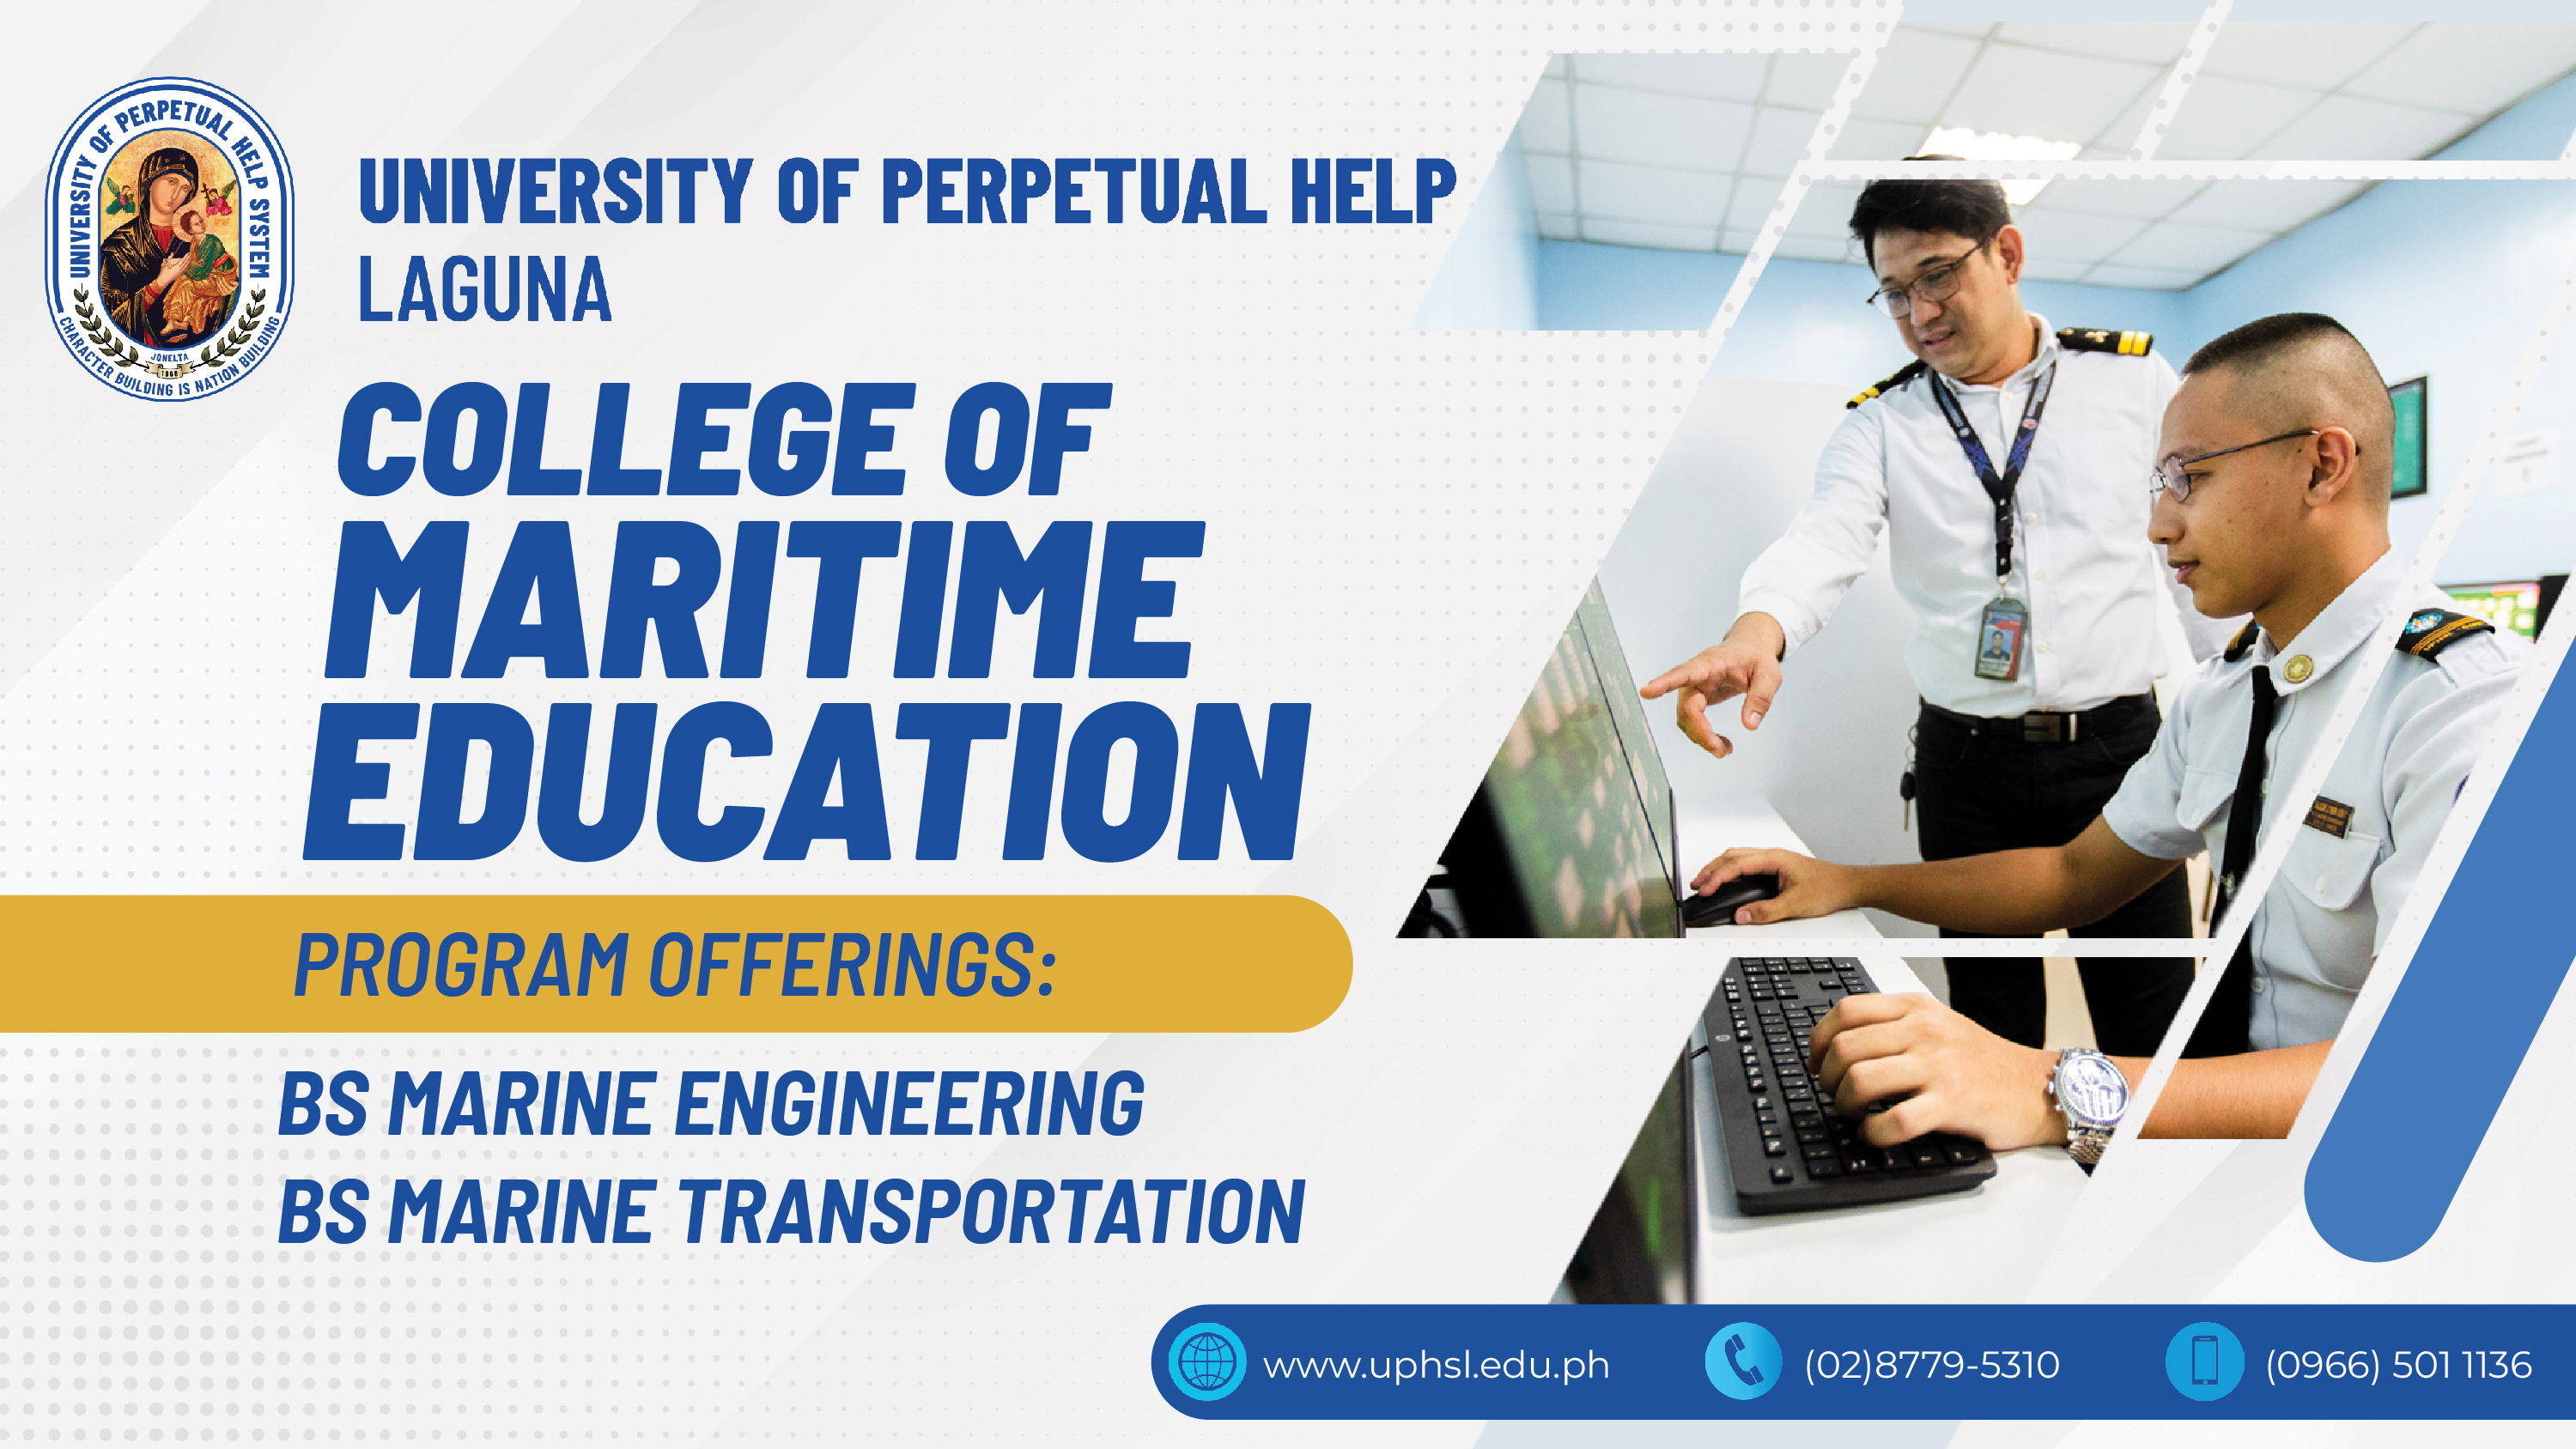 UNIVERSITY OF PERPETUAL HELP SYSTEM
JONELTA
1968
CHARACTER BUILDING IS NATION BUILDING
UNIVERSITY OF PERPETUAL HELP
LAGUNA
COLLEGE OF
MARITIME
EDUCATION
PROGRAM OFFERINGS:
BS MARINE ENGINEERING
BS MARINE TRANSPORTATION
www.uphsl.edu.ph
(02)8779-5310
(0966) 501 1136